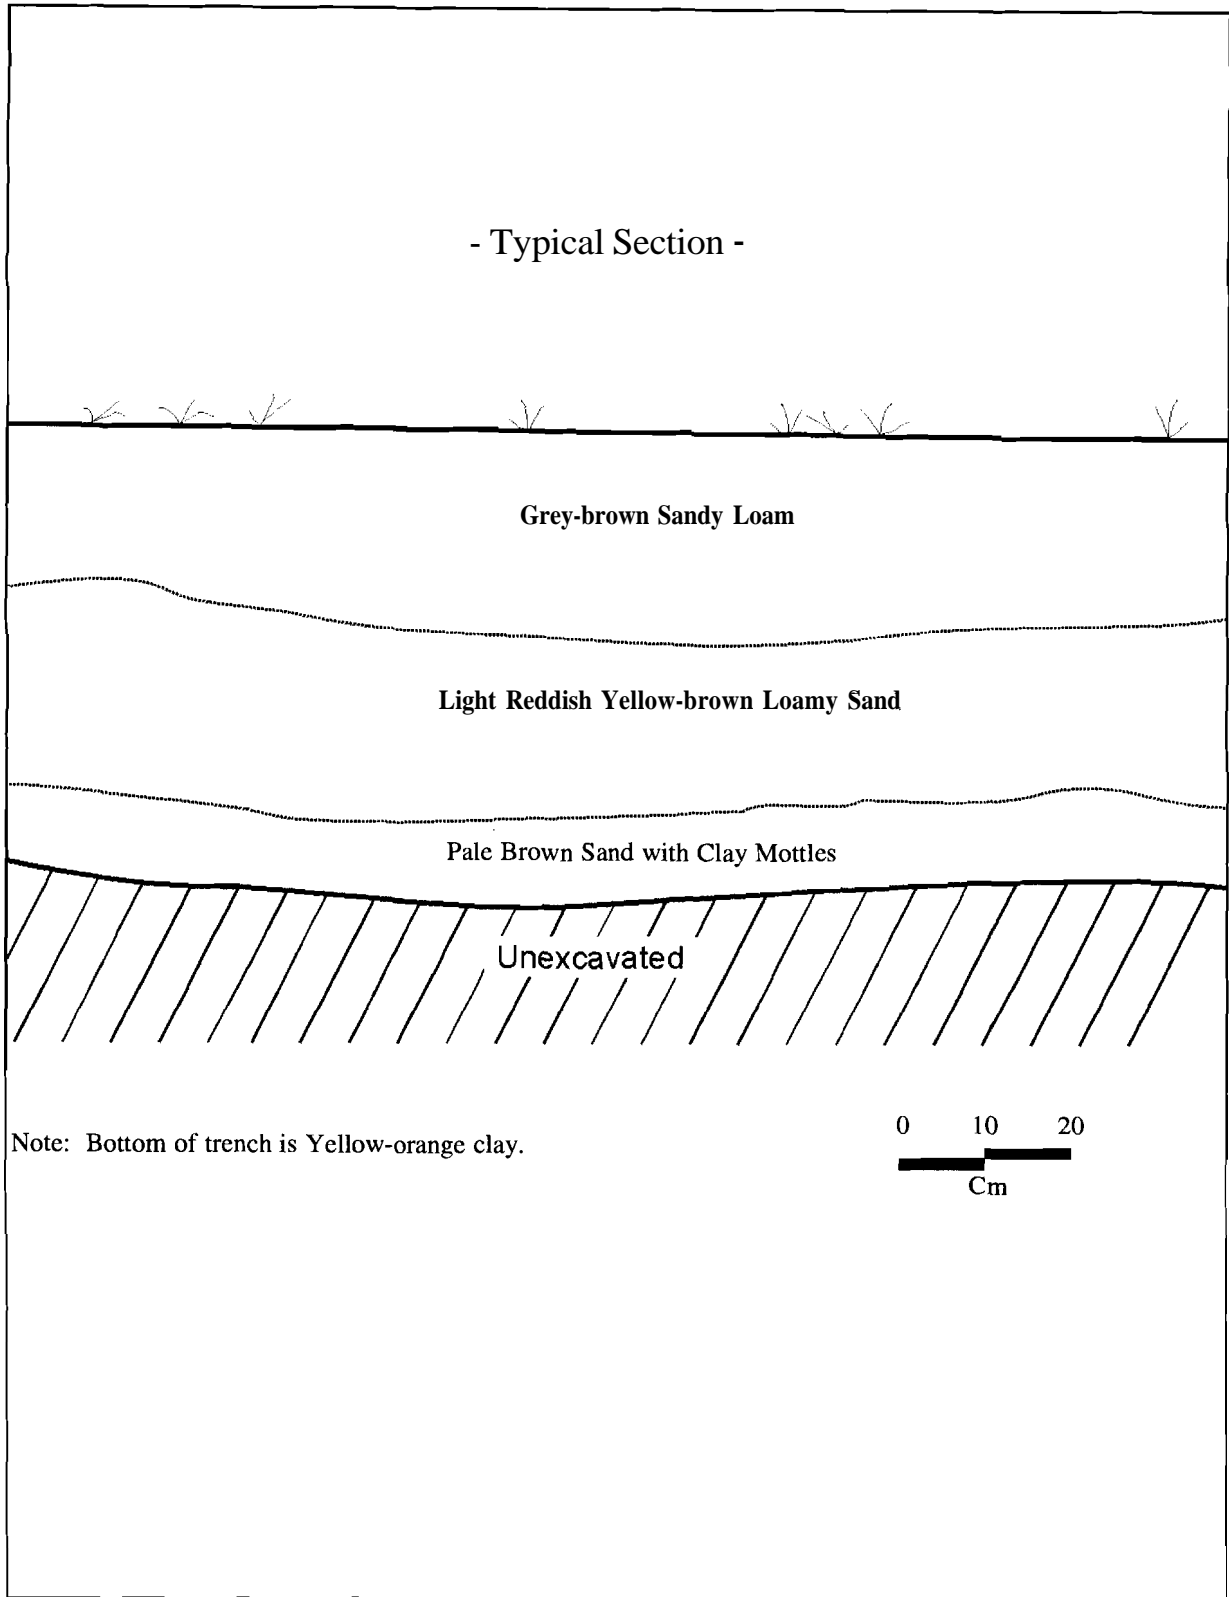 - Typical Section -
Grey-brown Sandy Loam
Light Reddish Yellow-brown Loamy Sand
Pale Brown Sand with Clay Mottles
Unexcavated
Note: Bottom of trench is Yellow-orange clay.
0 10 20
Cm